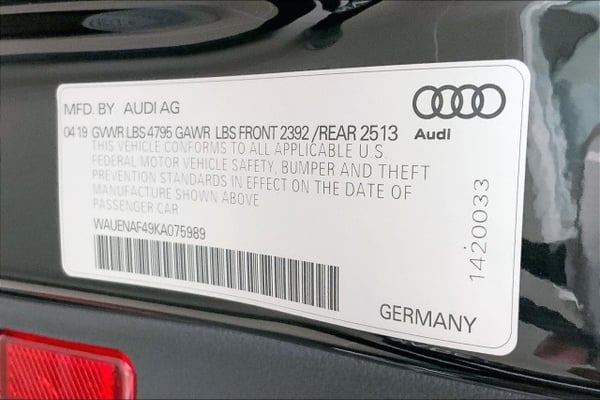 MFD. BY AUDI AG
Audi
04 19 GVWR LBS 4795 GAWR LBS FRONT 2392 /REAR 2513
THIS VEHICLE CONFORMS TO ALL APPLICABLE U.S.
FEDERAL MOTOR VEHICLE SAFETY, BUMPER AND THEFT
PREVENTION STANDARDS IN EFFECT ON THE DATE OF
MANUFACTURE SHOWN ABOVE
PASSENGER CAR
WAUENAF49KA075989
1420033
GERMANY